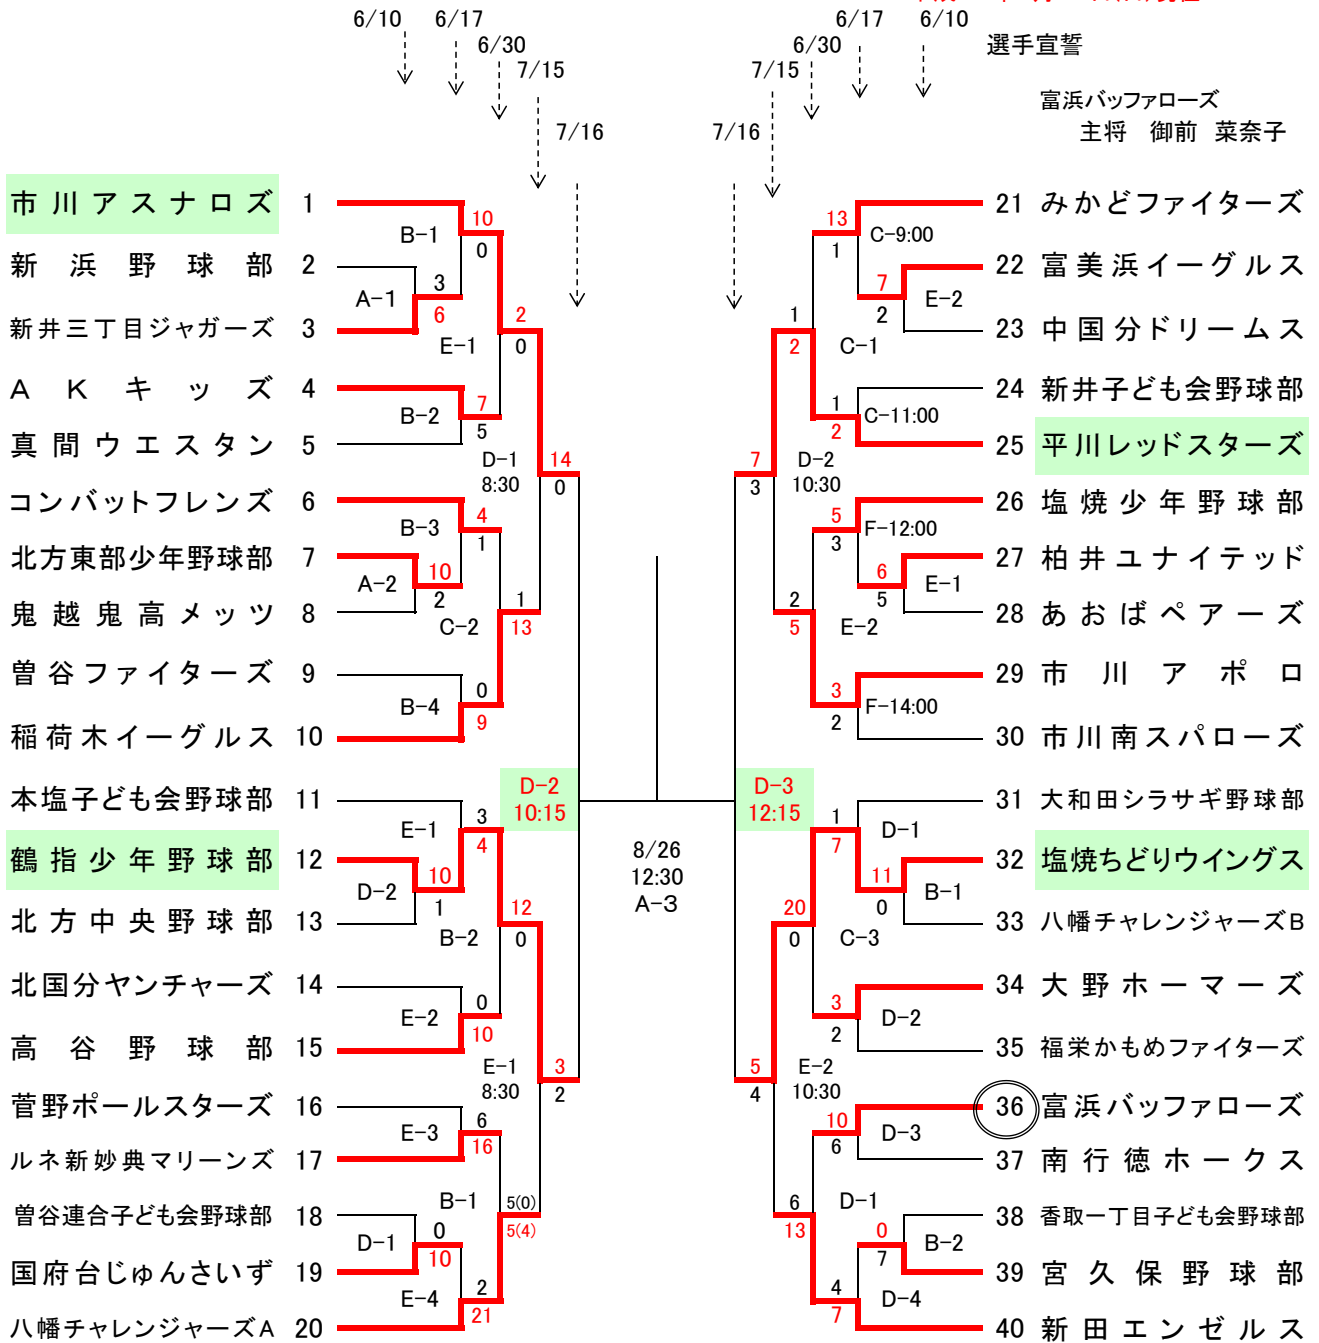 6/10
6/17
6/30
7/15
7/16
6/17
6/10
6/30
7/15
7/16
選手宣誓
富浜バッファローズ
主将 御前 菜奈子
市川アスナロズ 1
新浜野球部 2
新井三丁目ジャガーズ 3
AKキッズ 4
真間ウエスタン 5
コンバットフレンズ 6
北方東部少年野球部 7
鬼越鬼高メッツ 8
曽谷ファイターズ 9
稲荷木イーグルス 10
本塩子ども会野球部 11
鶴指少年野球部 12
北方中央野球部 13
北国分ヤンチャーズ 14
高谷野球部 15
菅野ポールスターズ 16
ルネ新妙典マリーンズ 17
曽谷連合子ども会野球部 18
国府台じゅんさいず 19
八幡チャレンジャーズA 20
B-1
10
0
A-1
3
6
E-1
2
0
B-2
7
5
D-1
8:30
14
0
B-3
4
1
A-2
10
2
C-2
1
13
B-4
0
9
D-2
10:15
E-1
3
4
D-2
10
1
B-2
12
0
E-2
0
10
E-1
8:30
3
2
E-3
6
16
B-1
5(0)
5(4)
D-1
0
10
E-4
2
21
8/26
12:30
A-3
D-3
12:15
13
1
C-9:00
7
2
E-2
1
2
C-1
1
2
C-11:00
7
3
D-2
10:30
5
3
F-12:00
6
5
E-1
2
5
E-2
3
2
F-14:00
1
7
D-1
11
0
B-1
20
0
C-3
3
2
D-2
5
4
E-2
10:30
10
6
D-3
6
13
D-1
0
7
B-2
4
7
D-4
21 みかどファイターズ
22 富美浜イーグルス
23 中国分ドリームス
24 新井子ども会野球部
25 平川レッドスターズ
26 塩焼少年野球部
27 柏井ユナイテッド
28 あおばペアーズ
29 市川アポロ
30 市川南スパローズ
31 大和田シラサギ野球部
32 塩焼ちどりウイングス
33 八幡チャレンジャーズB
34 大野ホーマーズ
35 福栄かもめファイターズ
36 富浜バッファローズ
37 南行徳ホークス
38 香取一丁目子ども会野球部
39 宮久保野球部
40 新田エンゼルス